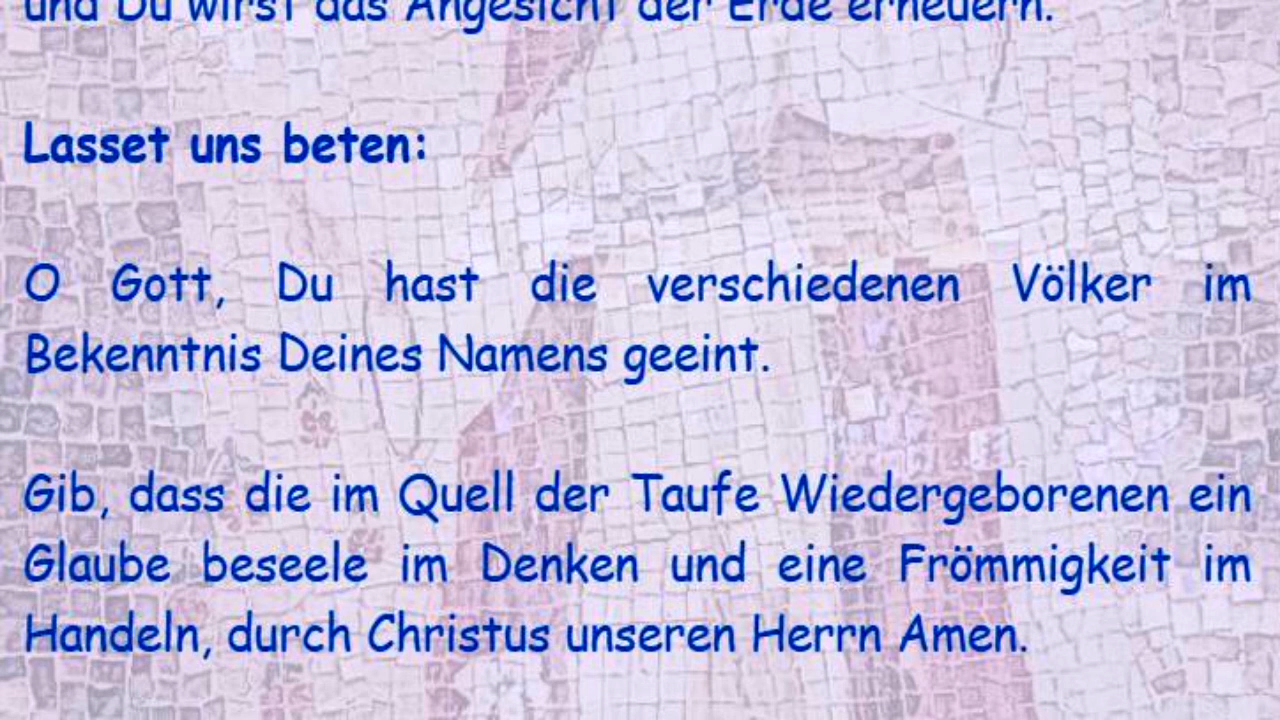 und Du wirst das Angesicht der Erde erneuern.
Lasset uns beten:
O Gott, Du hast die verschiedenen Völker im
Bekenntnis Deines Namens geeint.
Gib, dass die im Quell der Taufe Wiedergeborenen ein
Glaube beseele im Denken und eine Frömmigkeit im
Handeln, durch Christus unseren Herrn Amen.